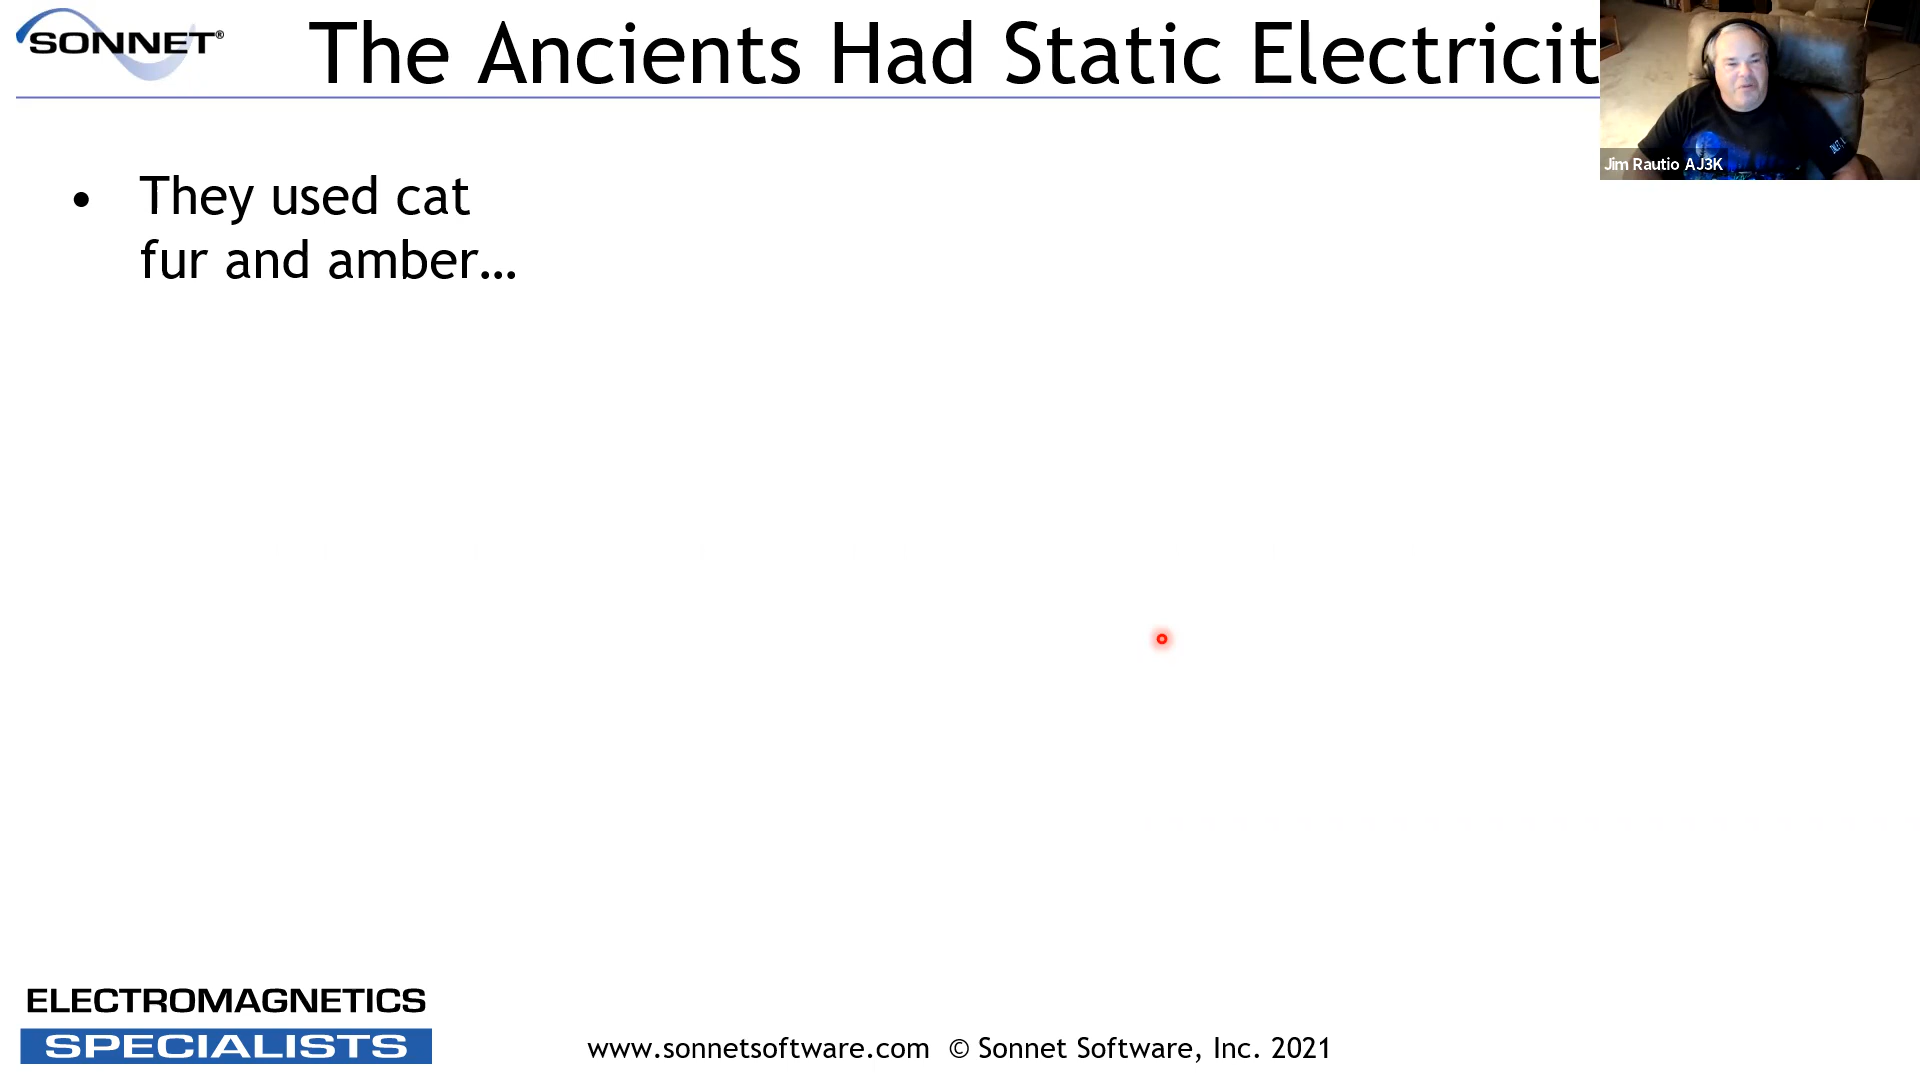 SONNET®
The Ancients Had Static Electricit
Jim Rautio AJ3K
• They used cat
fur and amber…
ELECTROMAGNETICS
SPECIALISTS
www.sonnetsoftware.com © Sonnet Software, Inc. 2021